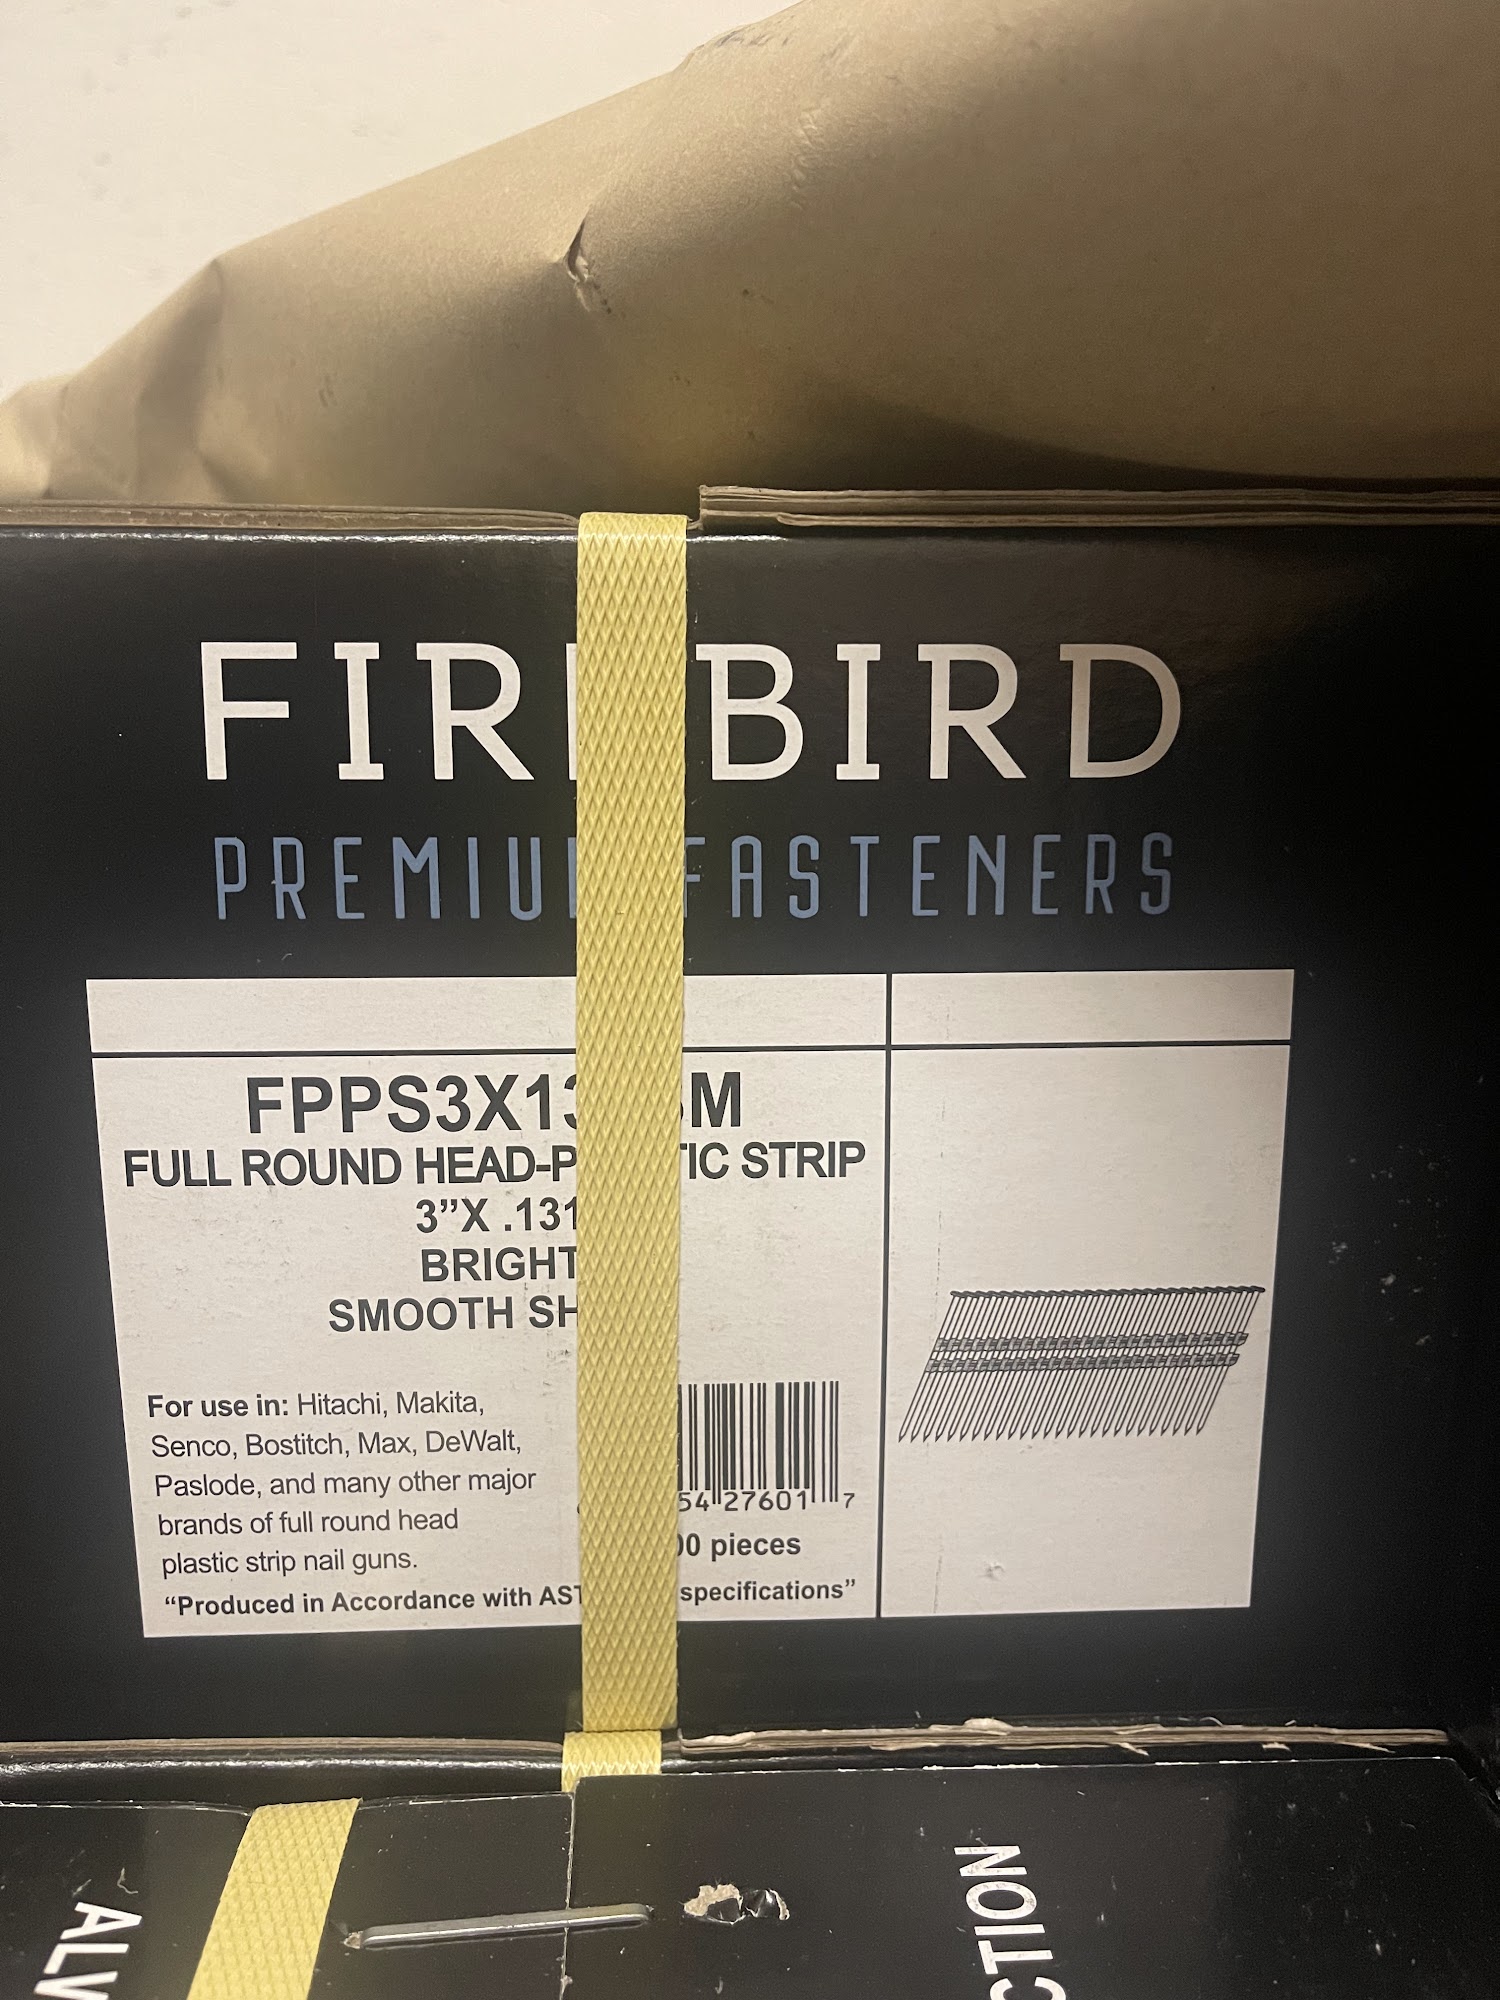 FIR BIRD
PREMIU FASTENERS
FPPS3X13 M
FULL ROUND HEAD-P TIC STRIP
3”X .131
BRIGHT
SMOOTH SH
For use in: Hitachi, Makita,
Senco, Bostitch, Max, DeWalt,
Paslode, and many other major
brands of full round head
plastic strip nail guns.
54 27601 7
00 pieces
“Produced in Accordance with AST specifications”
ALW
CTION